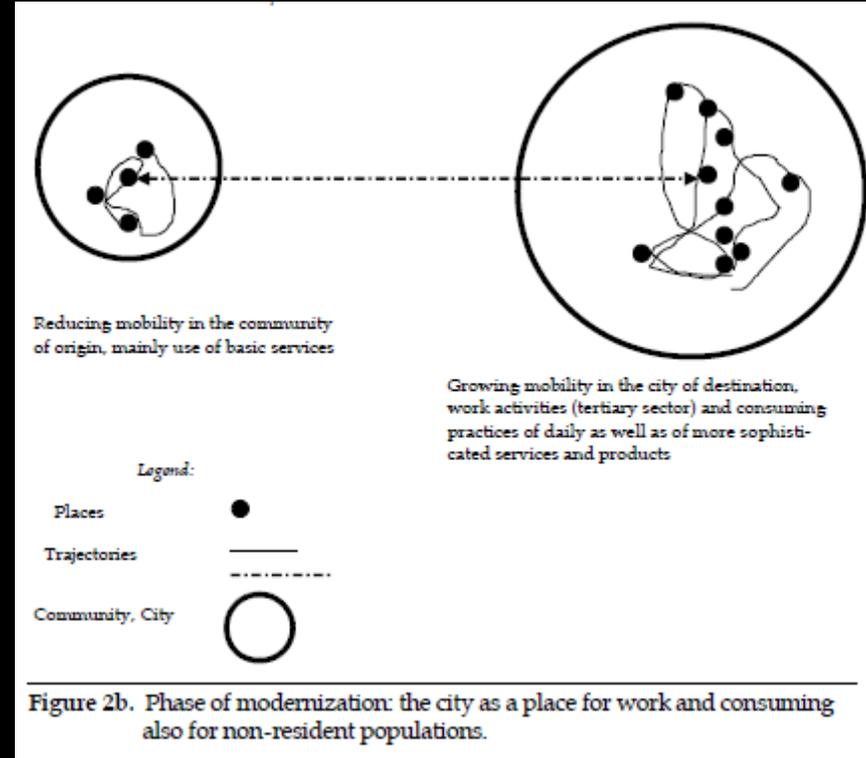 Reducing mobility in the community
of origin, mainly use of basic services
Growing mobility in the city of destination,
work activities (tertiary sector) and consuming
practices of daily as well as of more sophisti-
cated services and products
Legend:
Places
Trajectories
Community, City
Figure 2b. Phase of modernization: the city as a place for work and consuming
also for non-resident populations.